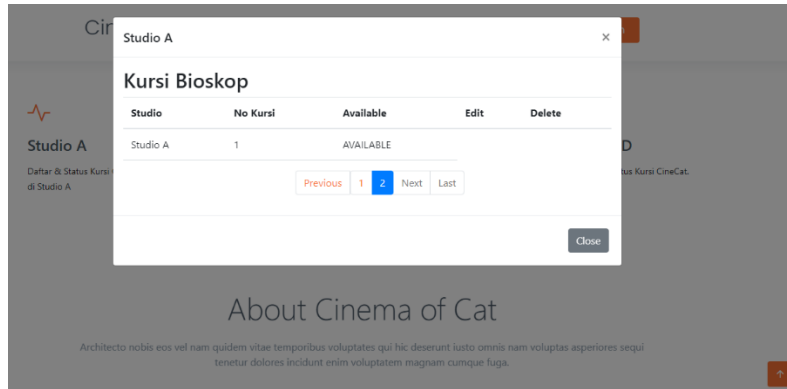 Cin
Studio A ×
Kursi Bioskop
Studio No Kursi Available Edit Delete
Studio A 1 AVAILABLE
Previous 1 2 Next Last
Close
Studio A
Daftar & Status Kursi
di Studio A
D
tus Kursi CineCat.
About Cinema of Cat
Architecto nobis eos vel nam quidem vitae temporibus voluptates qui hic deserunt iusto omnis nam voluptas asperiores sequi
tenetur dolores incidunt enim voluptatem magnam cumque fuga.